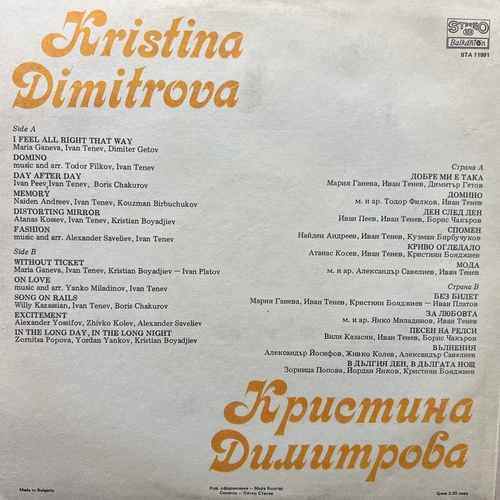 Kristina
Dimitrova
STEREO
Balkanton
BTA 11991
Side A
I FEEL ALL RIGHT THAT WAY
Maria Ganeva, Ivan Tenev, Dimiter Getov
DOMINO
music and arr. Todor Filkov, Ivan Tenev
DAY AFTER DAY
Ivan Peev Ivan Tenev, Boris Chakurov
MEMORY
Naiden Andreev, Ivan Tenev, Kouzman Birbuchukov
DISTORTING MIRROR
Atanas Kossev, Ivan Tenev, Kristian Boyadjiev
FASHION
music and arr. Alexander Saveliev, Ivan Tenev
Side B
WITHOUT TICKET
Maria Ganeva, Ivan Tenev, Kristian Boyadjiev — Ivan Platov
ON LOVE
music arr. Yanko Miladinov, Ivan Tenev
SONG ON RAILS
Willy Kazassian, Ivan Tenev, Boris Chakurov
EXCITEMENT
Alexander Yossifov, Zhivko Kolev, Alexander Saveliev
IN THE LONG DAY, IN THE LONG NIGHT
Zornitsa Popova, Yordan Yankov, Kristian Boyadjiev
Страна А
ДОБРЕ МИ Е ТАКА
Мария Ганева, Иван Тенев, Димитър Гетов
ДОМИНО
м. и ар. Тодор Филков, Иван Тенев
ДЕН СЛЕД ДЕН
Иван Пеев, Иван Тенев, Борис Чакъров
СПОМЕН
Найден Андреев, Иван Тенев, Кузман Бърбучуков
КРИВО ОГЛЕДАЛО
Атанас Косев, Иван Тенев, Кристиян Бояджиев
МОДА
м. и ар. Александър Савелиев, Иван Тенев
Страна В
БЕЗ БИЛЕТ
Мария Ганева, Иван Тенев, Кристиян Бояджиев — Иван Платов
ЗА ЛЮБОВТА
м. и ар. Янко Миладинов, Иван Тенев
ПЕСЕН НА РЕЛСИ
Вили Казасян, Иван Тенев, Борис Чакъров
ВЪЛНЕНИЯ
Александър Йосифов, Живко Колев, Александър Савелиев
В ДЪЛГИЯ ДЕН, В ДЪЛГАТА НОЩ
Зорница Попова, Йордан Янков, Кристиян Бояджиев
Кристина
Димитрова
Made in Bulgaria
Худ. оформление —
Снимка —
Цена